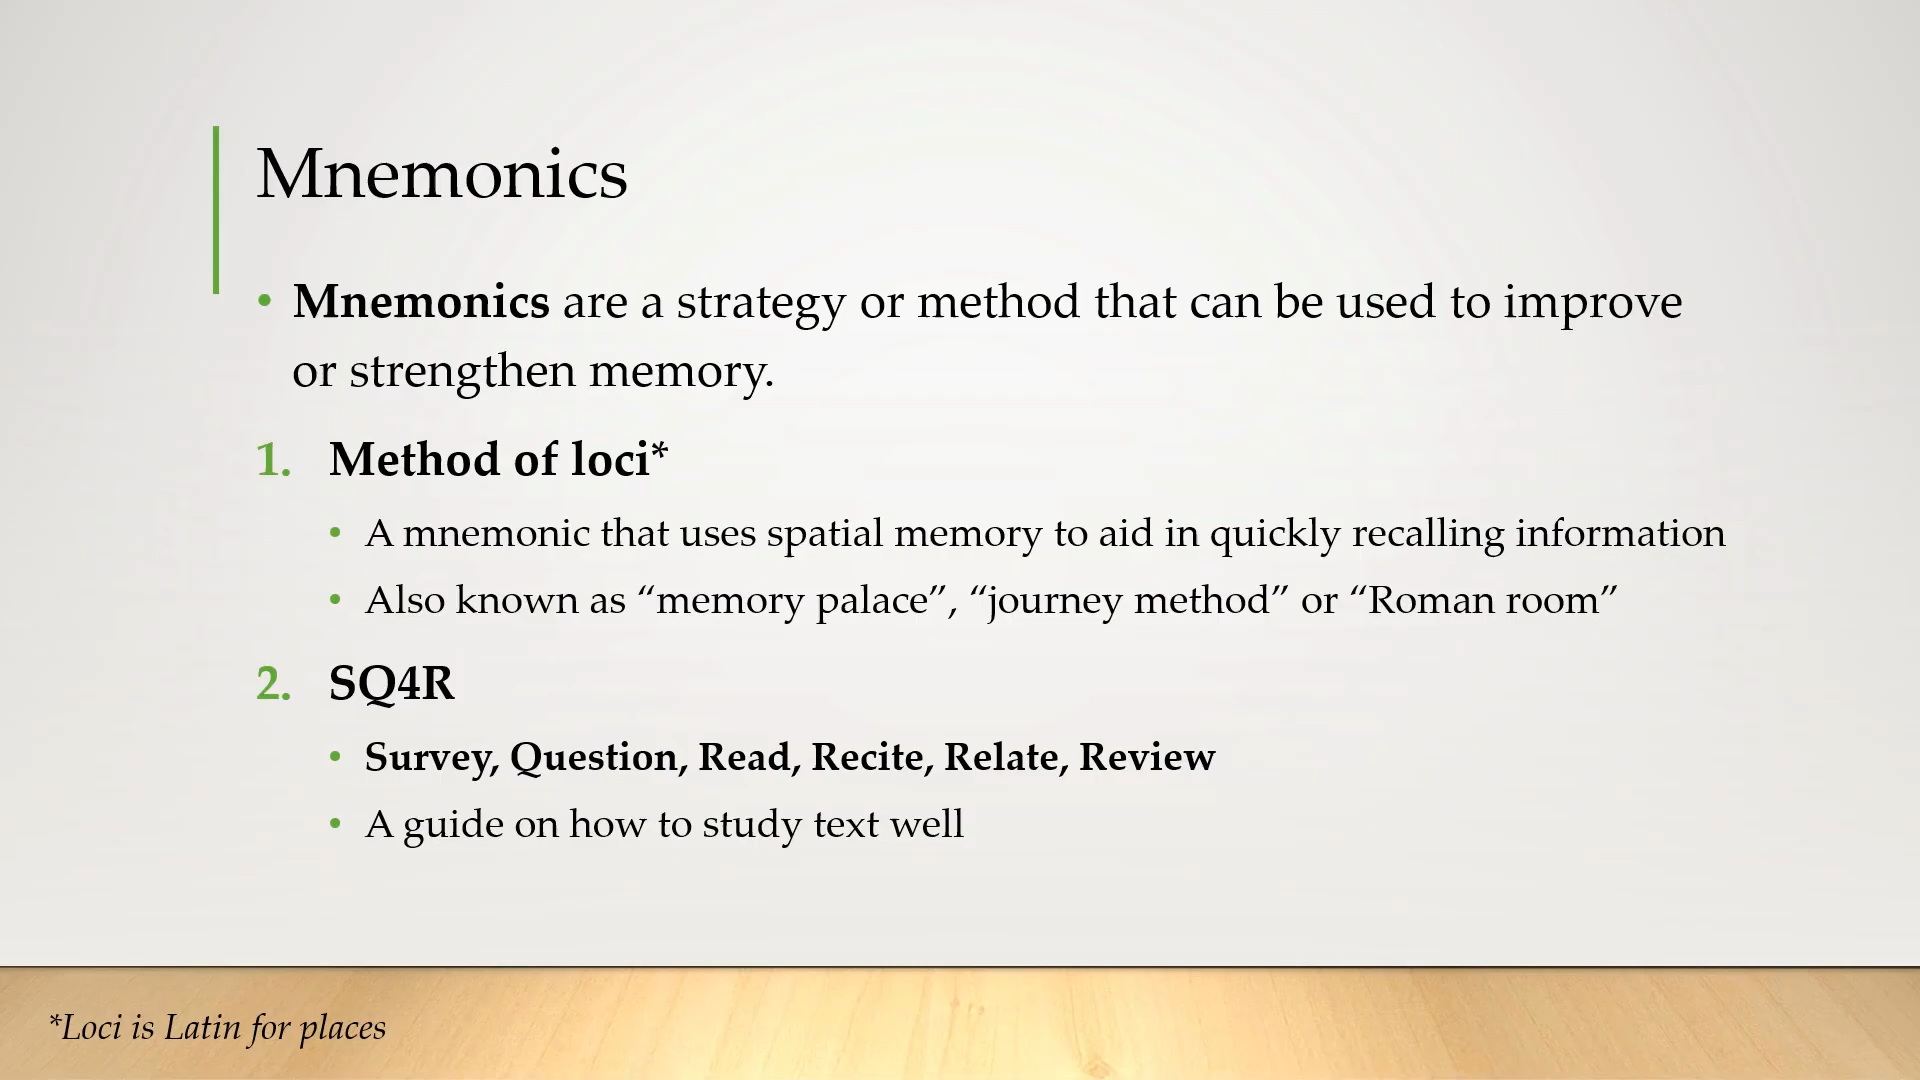 Mnemonics
• Mnemonics are a strategy or method that can be used to improve
or strengthen memory.
1. Method of loci*
• A mnemonic that uses spatial memory to aid in quickly recalling information
• Also known as “memory palace”, “journey method” or “Roman room”
2. SQ4R
• Survey, Question, Read, Recite, Relate, Review
• A guide on how to study text well
*Loci is Latin for places